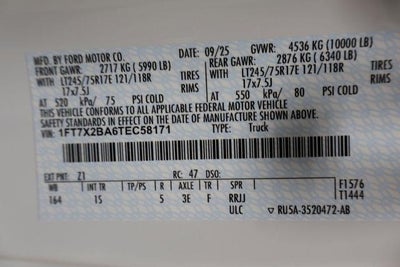 MFD. BY FORD MOTOR CO. DATE: 09/25 GVWR: 4536 KG (10000 LB)
FRONT GAWR: 2717 KG (5990 LB) REAR GAWR: 2876 KG (6340 LB)
WITH LT245/75R17E 121/118R TIRES WITH LT245/75R17E 121/118R TIRES
17x7.5J RIMS 17x7.5J RIMS
AT 520 kPa/ 75 PSI COLD AT 550 kPa/ 80 PSI COLD
THIS VEHICLE CONFORMS TO ALL APPLICABLE FEDERAL MOTOR VEHICLE
SAFETY STANDARDS IN EFFECT ON THE DATE OF MANUFACTURE SHOWN ABOVE.
VIN: 1FT7X2BA6TEC58171 TYPE: Truck
EXT PNT: Z1 RC: 47 DSO:
WB INT TR TP/PS R AXLE TR SPR F1576
164 1S 5 3E F RRJJ T1444
ULC RU5A-3520472-AB